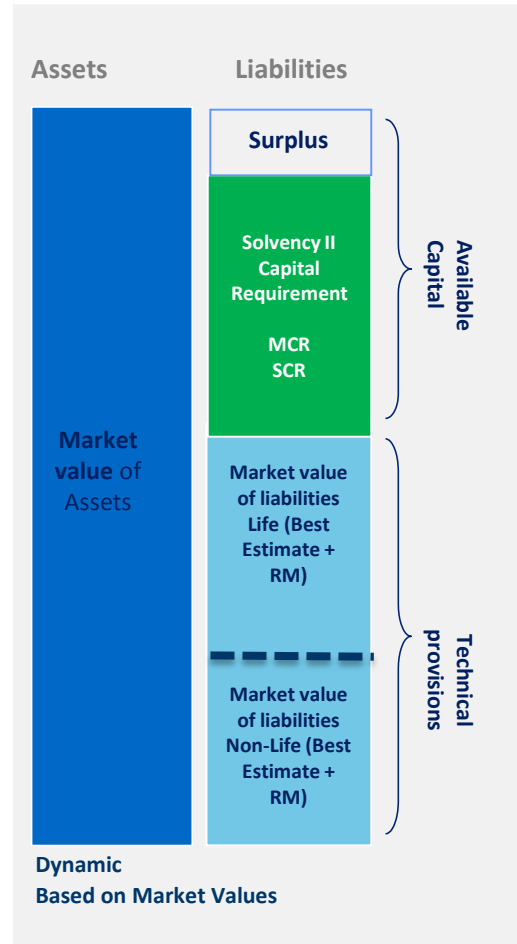 Assets
Liabilities
Surplus
Solvency II
Capital
Requirement
MCR
SCR
Available
Capital
Market
value of
Assets
Market value
of liabilities
Life (Best
Estimate +
RM)
Technical
provisions
Market value
of liabilities
Non-Life (Best
Estimate +
RM)
Dynamic
Based on Market Values